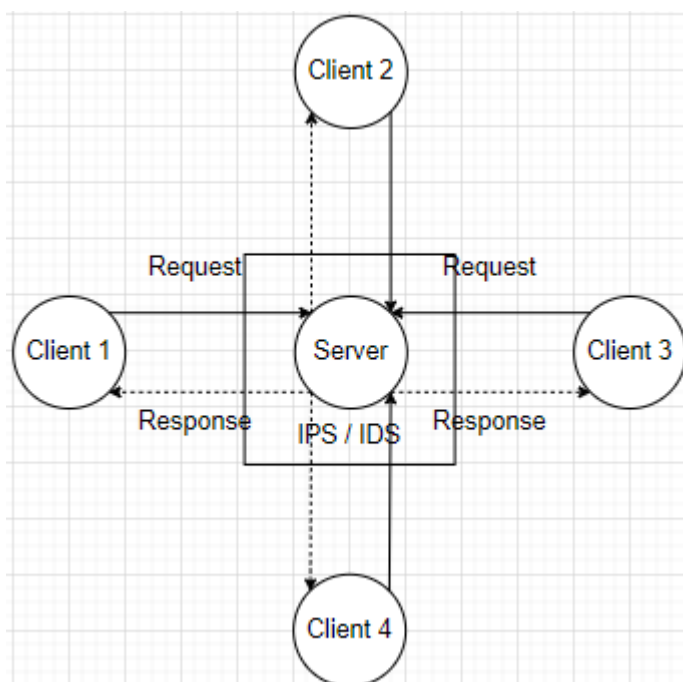 Client 2
Request
Request
Client 1
Server
Client 3
Response
Response
IPS / IDS
Client 4